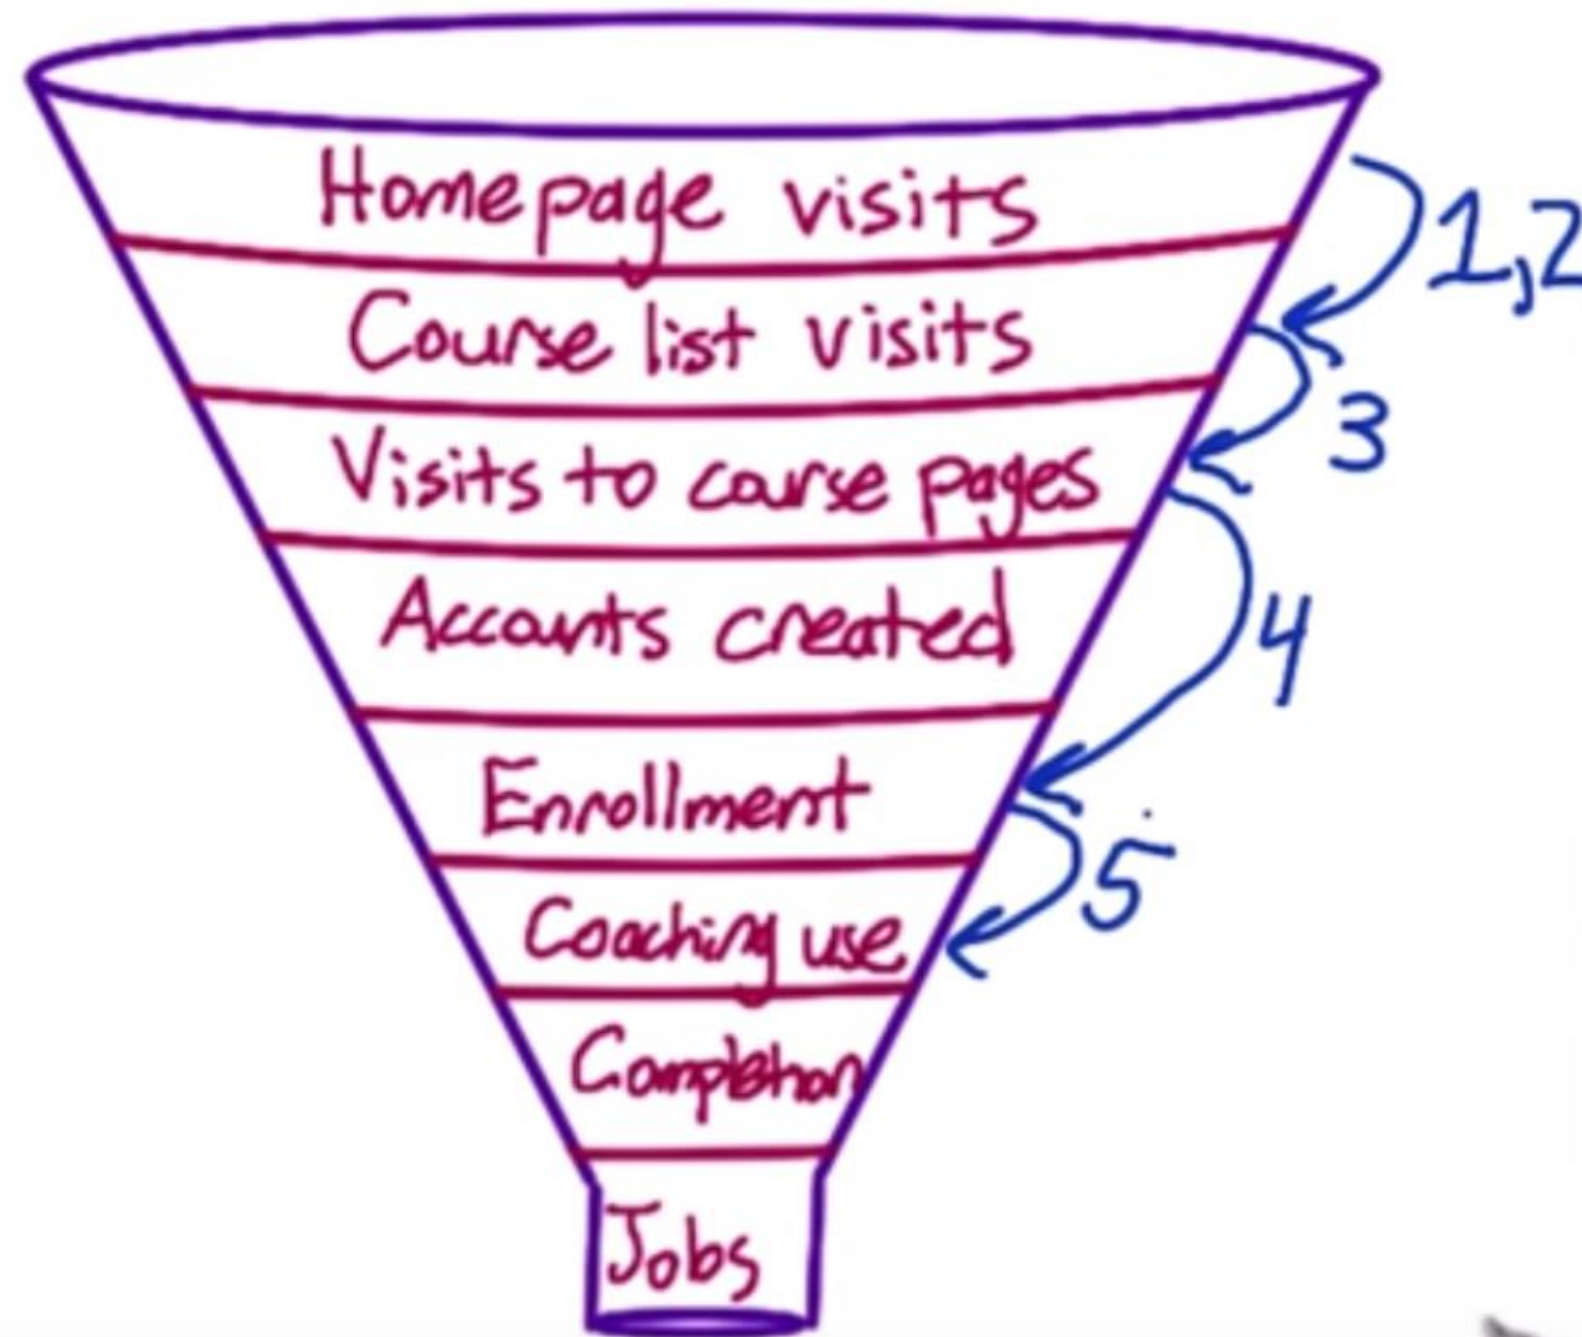 Homepage visits
1,2
Course list visits
3
Visits to course pages
4
Accounts created
Enrollment
5
Coaching use
Completion
Jobs